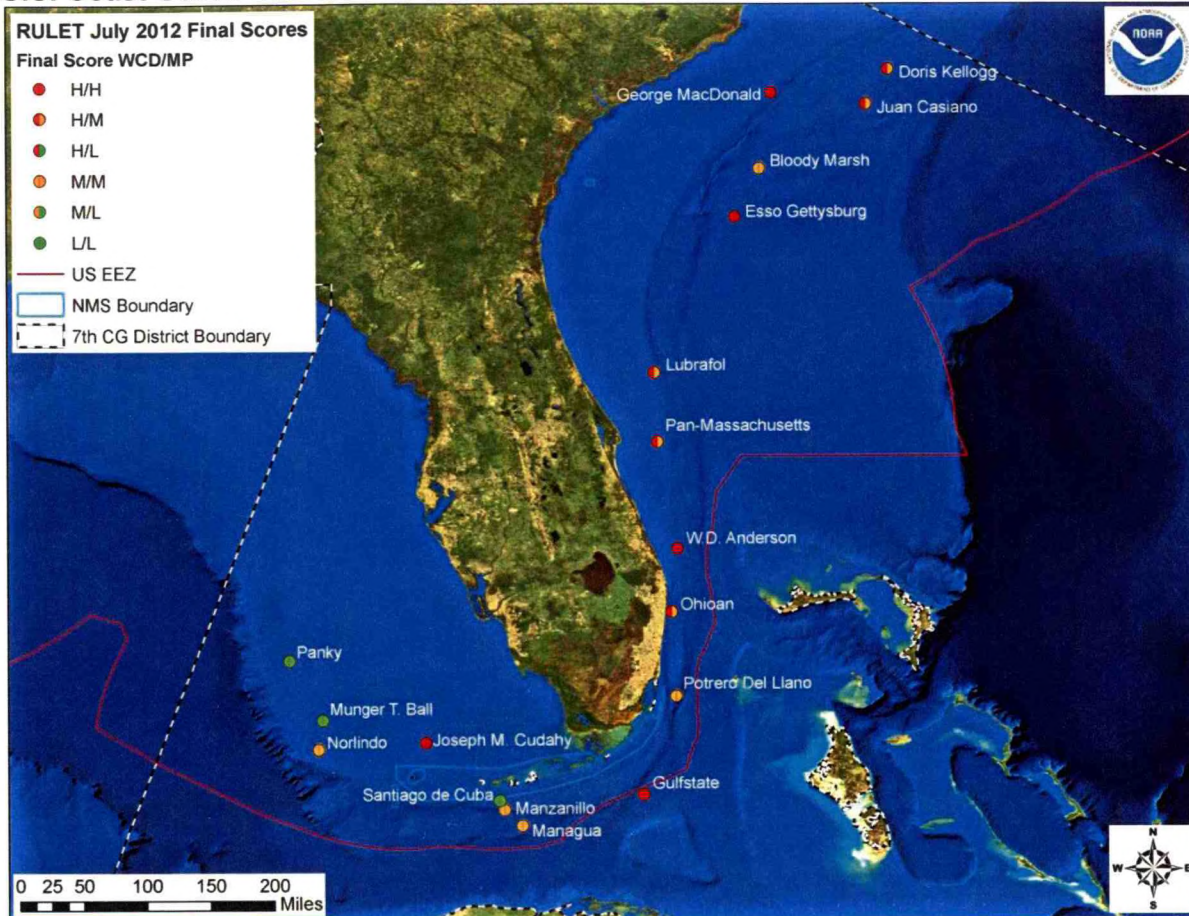 RULET July 2012 Final Scores
Final Score WCD/MP
H/H
H/M
H/L
M/M
M/L
L/L
US EEZ
NMS Boundary
7th CG District Boundary
NOAA
Doris Kellogg
George MacDonald
Juan Casiano
Bloody Marsh
Esso Gettysburg
Lubrafol
Pan-Massachusetts
W.D. Anderson
Ohioan
Panky
Potrero Del Llano
Munger T. Ball
Norlindo
Joseph M. Cudahy
Gulfstate
Santiago de Cuba
Manzanillo
Managua
N
W
E
S
0 25 50 100 150 200
Miles